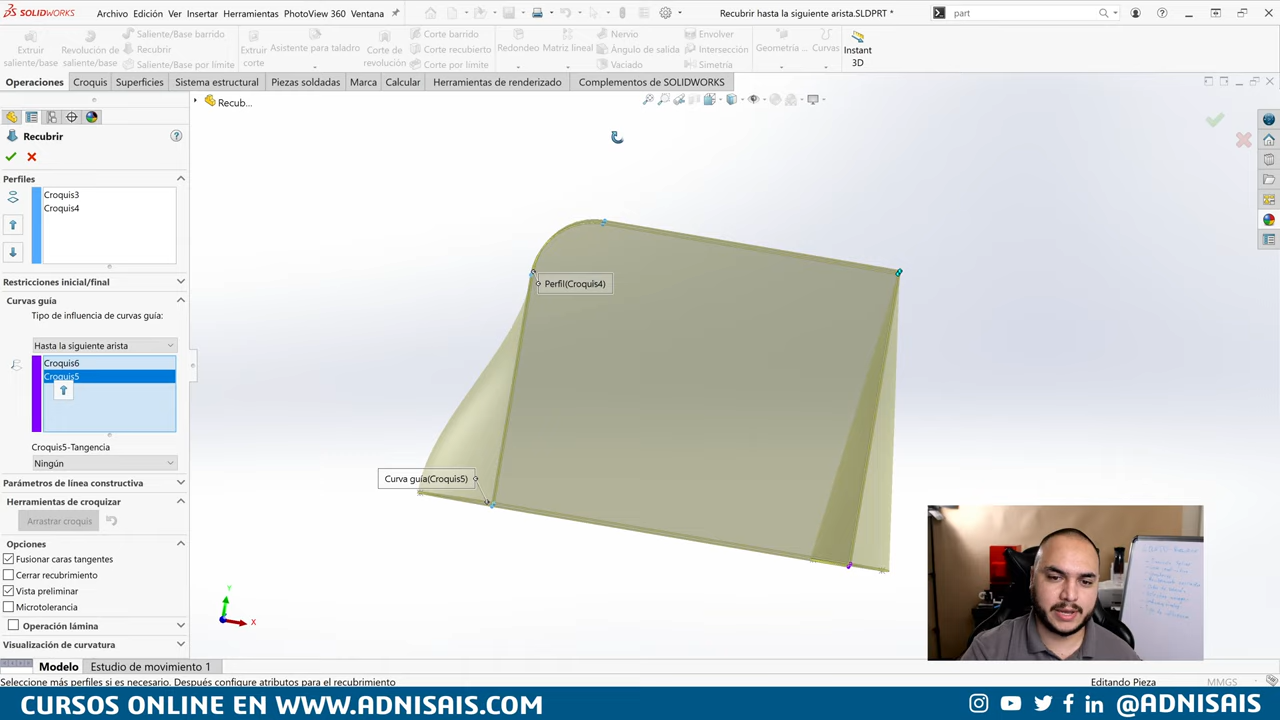 SOLIDWORKS
Archivo Edición Ver Insertar Herramientas PhotoView 360 Ventana
Recubrir hasta la siguiente arista.SLDPRT *
part
Extruir saliente/base
Revolución de saliente/base
Saliente/Base barrido
Recubrir
Saliente/Base por límite
Extruir corte
Asistente para taladro
Corte de revolución
Corte barrido
Corte recubierto
Corte por límite
Redondeo
Matriz lineal
Nervio
Ángulo de salida
Vaciado
Envolver
Intersección
Simetría
Geometría ...
Curvas
Instant 3D
Operaciones Croquis Superficies Sistema estructural Piezas soldadas Marca Calcular Herramientas de renderizado Complementos de SOLIDWORKS
Recub...
Recubrir
Perfiles
Croquis3
Croquis4
Restricciones inicial/final
Curvas guía
Tipo de influencia de curvas guía:
Hasta la siguiente arista
Croquis6
Croquis5
Croquis5-Tangencia
Ningún
Parámetros de línea constructiva
Herramientas de croquizar
Arrastrar croquis
Opciones
Fusionar caras tangentes
Cerrar recubrimiento
Vista preliminar
Microtolerancia
Operación lámina
Visualización de curvatura
Perfil(Croquis4)
Curva guía(Croquis5)
Y
X
Modelo Estudio de movimiento 1
Seleccione más perfiles si es necesario. Después configure atributos para el recubrimiento
Editando Pieza
MMGS
CURSOS ONLINE EN WWW.ADNISAIS.COM
@ADNISAIS